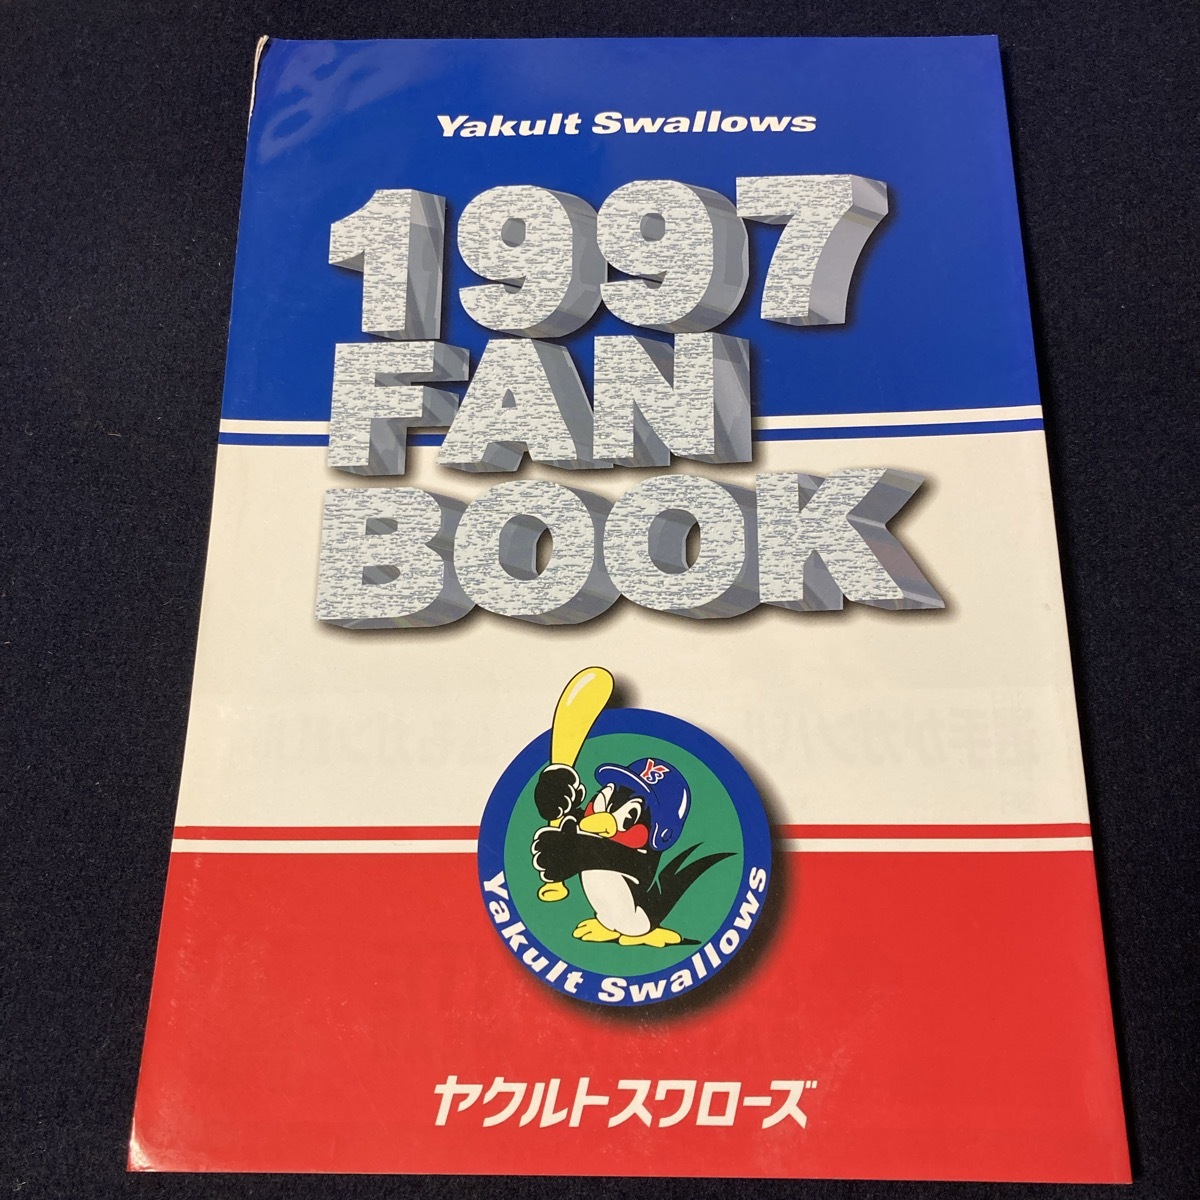 Yakult Swallows
1997
FAN
BOOK
YS
Yakult Swallows
ヤクルトスワローズ